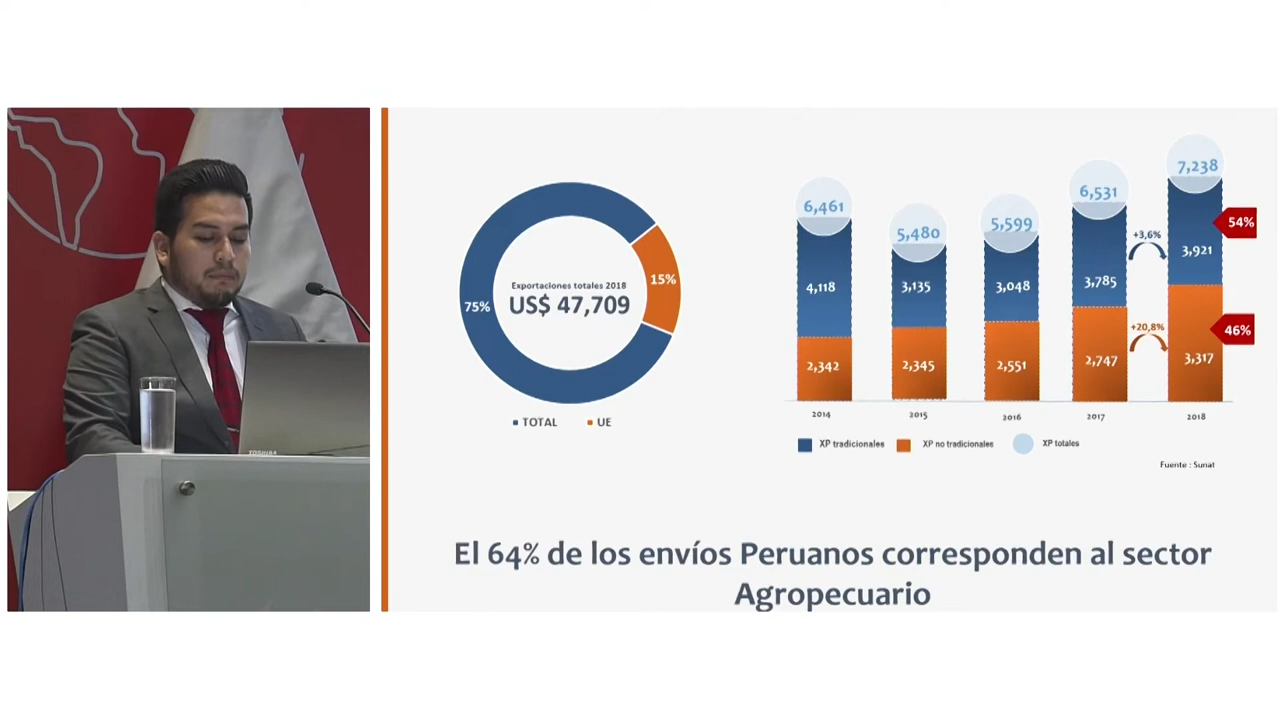 Exportaciones totales 2018
US$ 47,709
75%
15%
TOTAL
UE
6,461
5,480
5,599
6,531
7,238
4,118
3,135
3,048
3,785
3,921
2,342
2,345
2,551
2,747
3,317
+3,6%
+20,8%
54%
46%
2014
2015
2016
2017
2018
XP tradicionales
XP no tradicionales
XP totales
Fuente : Sunat
El 64% de los envíos Peruanos corresponden al sector
Agropecuario
TOSHIBA